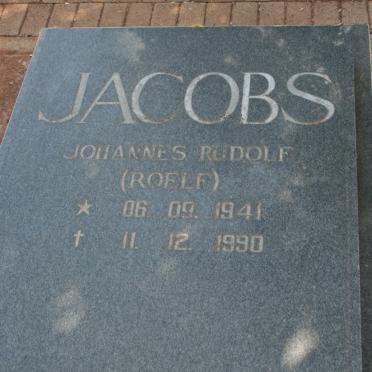 JACOBS
JOHANNES RUDOLF
(ROELF)
★ 06. 09. 1941
† 11. 12. 1990